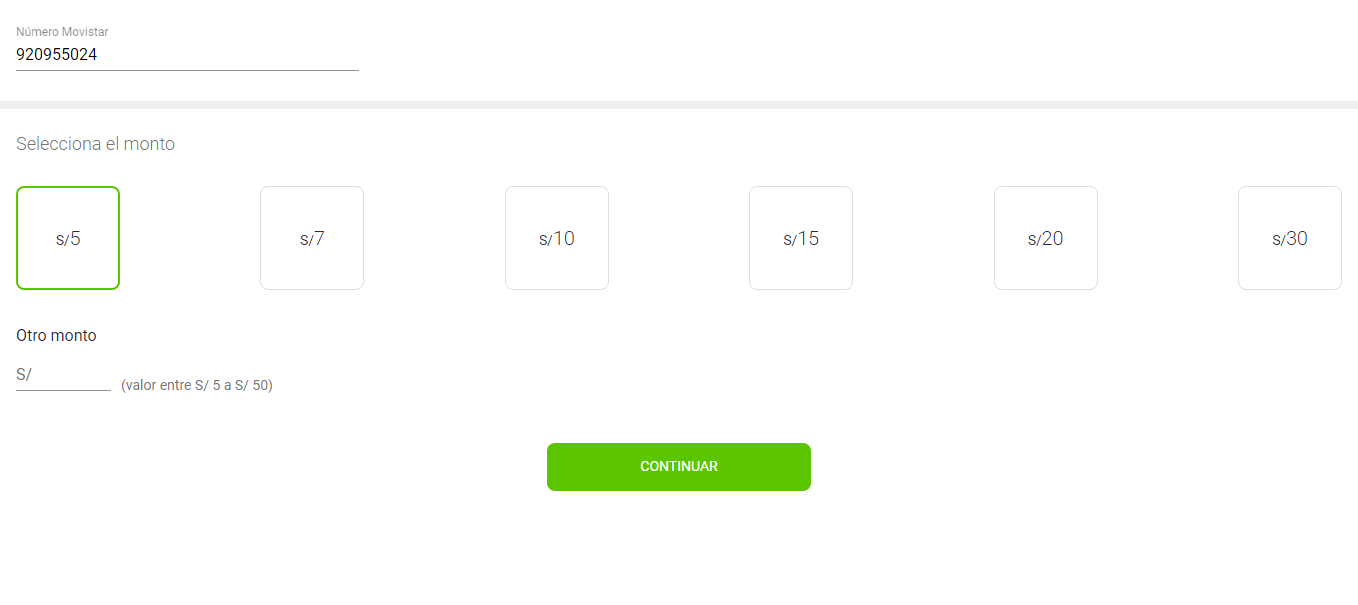 Número Movistar
920955024
Selecciona el monto
s/5
s/7
s/10
s/15
s/20
s/30
Otro monto
S/
(valor entre S/ 5 a S/ 50)
CONTINUAR